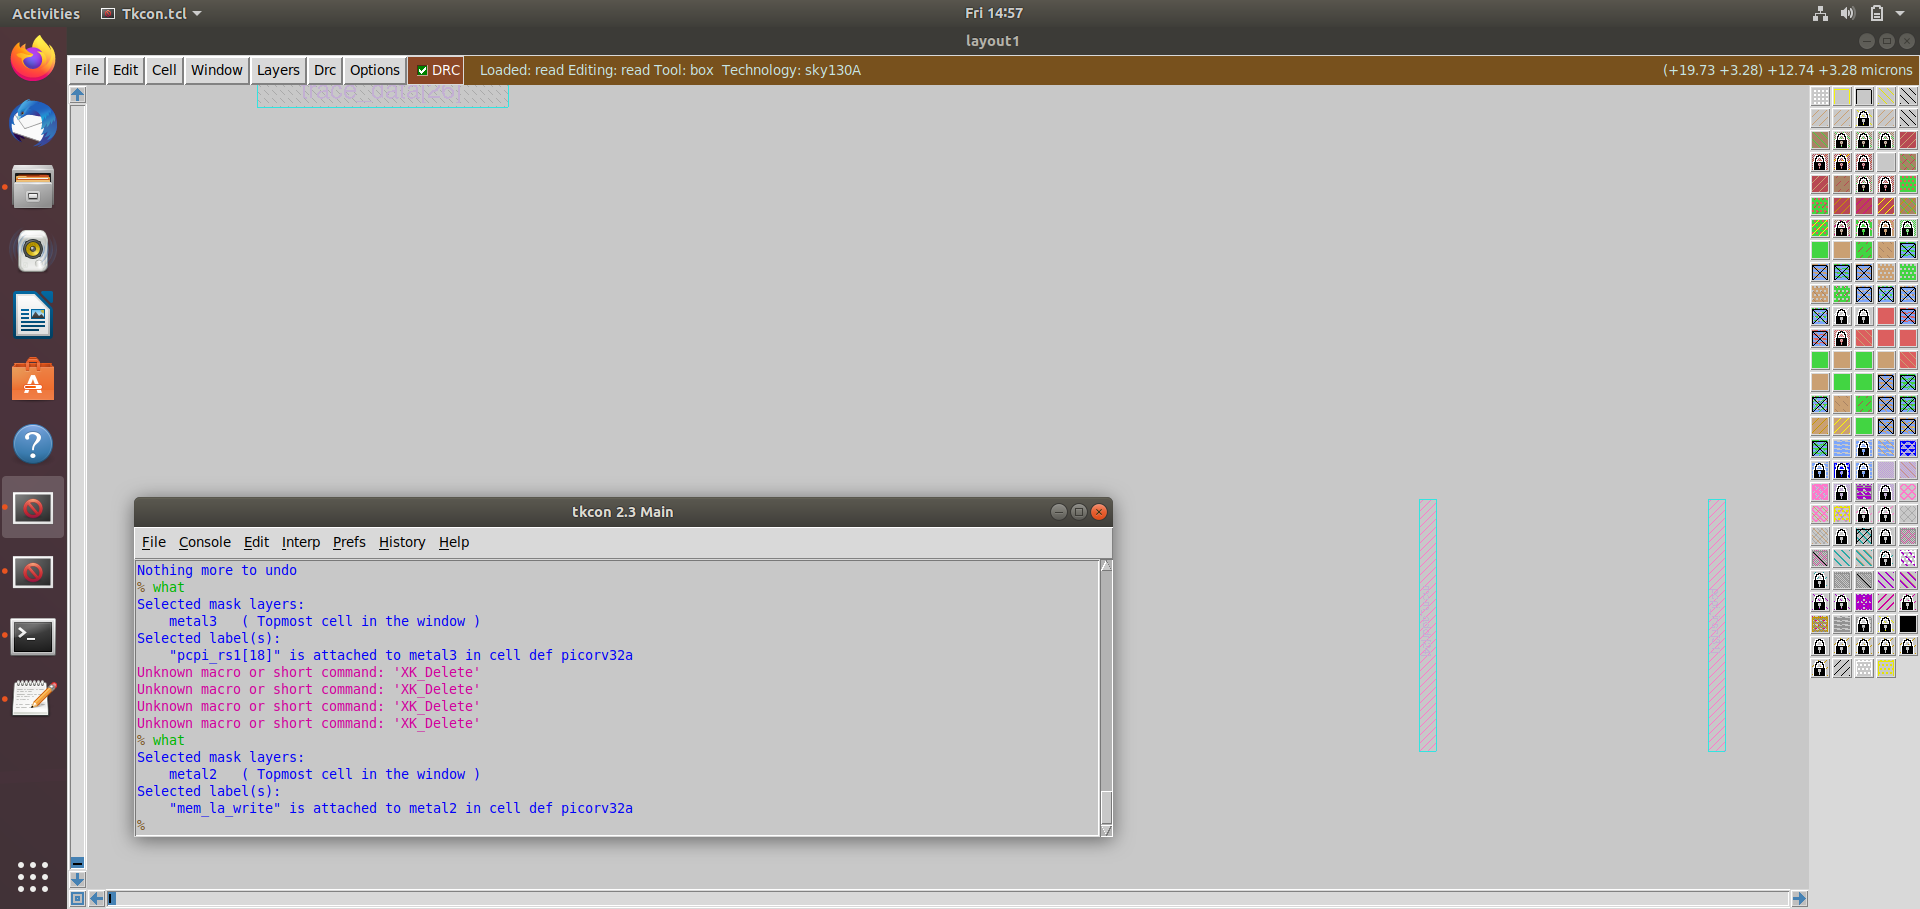 Activities Tkcon.tcl Fri 14:57
layout1
File Edit Cell Window Layers Drc Options DRC Loaded: read Editing: read Tool: box Technology: sky130A (+19.73 +3.28) +12.74 +3.28 microns
trace_data[26]
tkcon 2.3 Main
File Console Edit Interp Prefs History Help
Nothing more to undo
% what
Selected mask layers:
metal3 ( Topmost cell in the window )
Selected label(s):
"pcpi_rs1[18]" is attached to metal3 in cell def picorv32a
Unknown macro or short command: 'XK_Delete'
Unknown macro or short command: 'XK_Delete'
Unknown macro or short command: 'XK_Delete'
Unknown macro or short command: 'XK_Delete'
% what
Selected mask layers:
metal2 ( Topmost cell in the window )
Selected label(s):
"mem_la_write" is attached to metal2 in cell def picorv32a
%